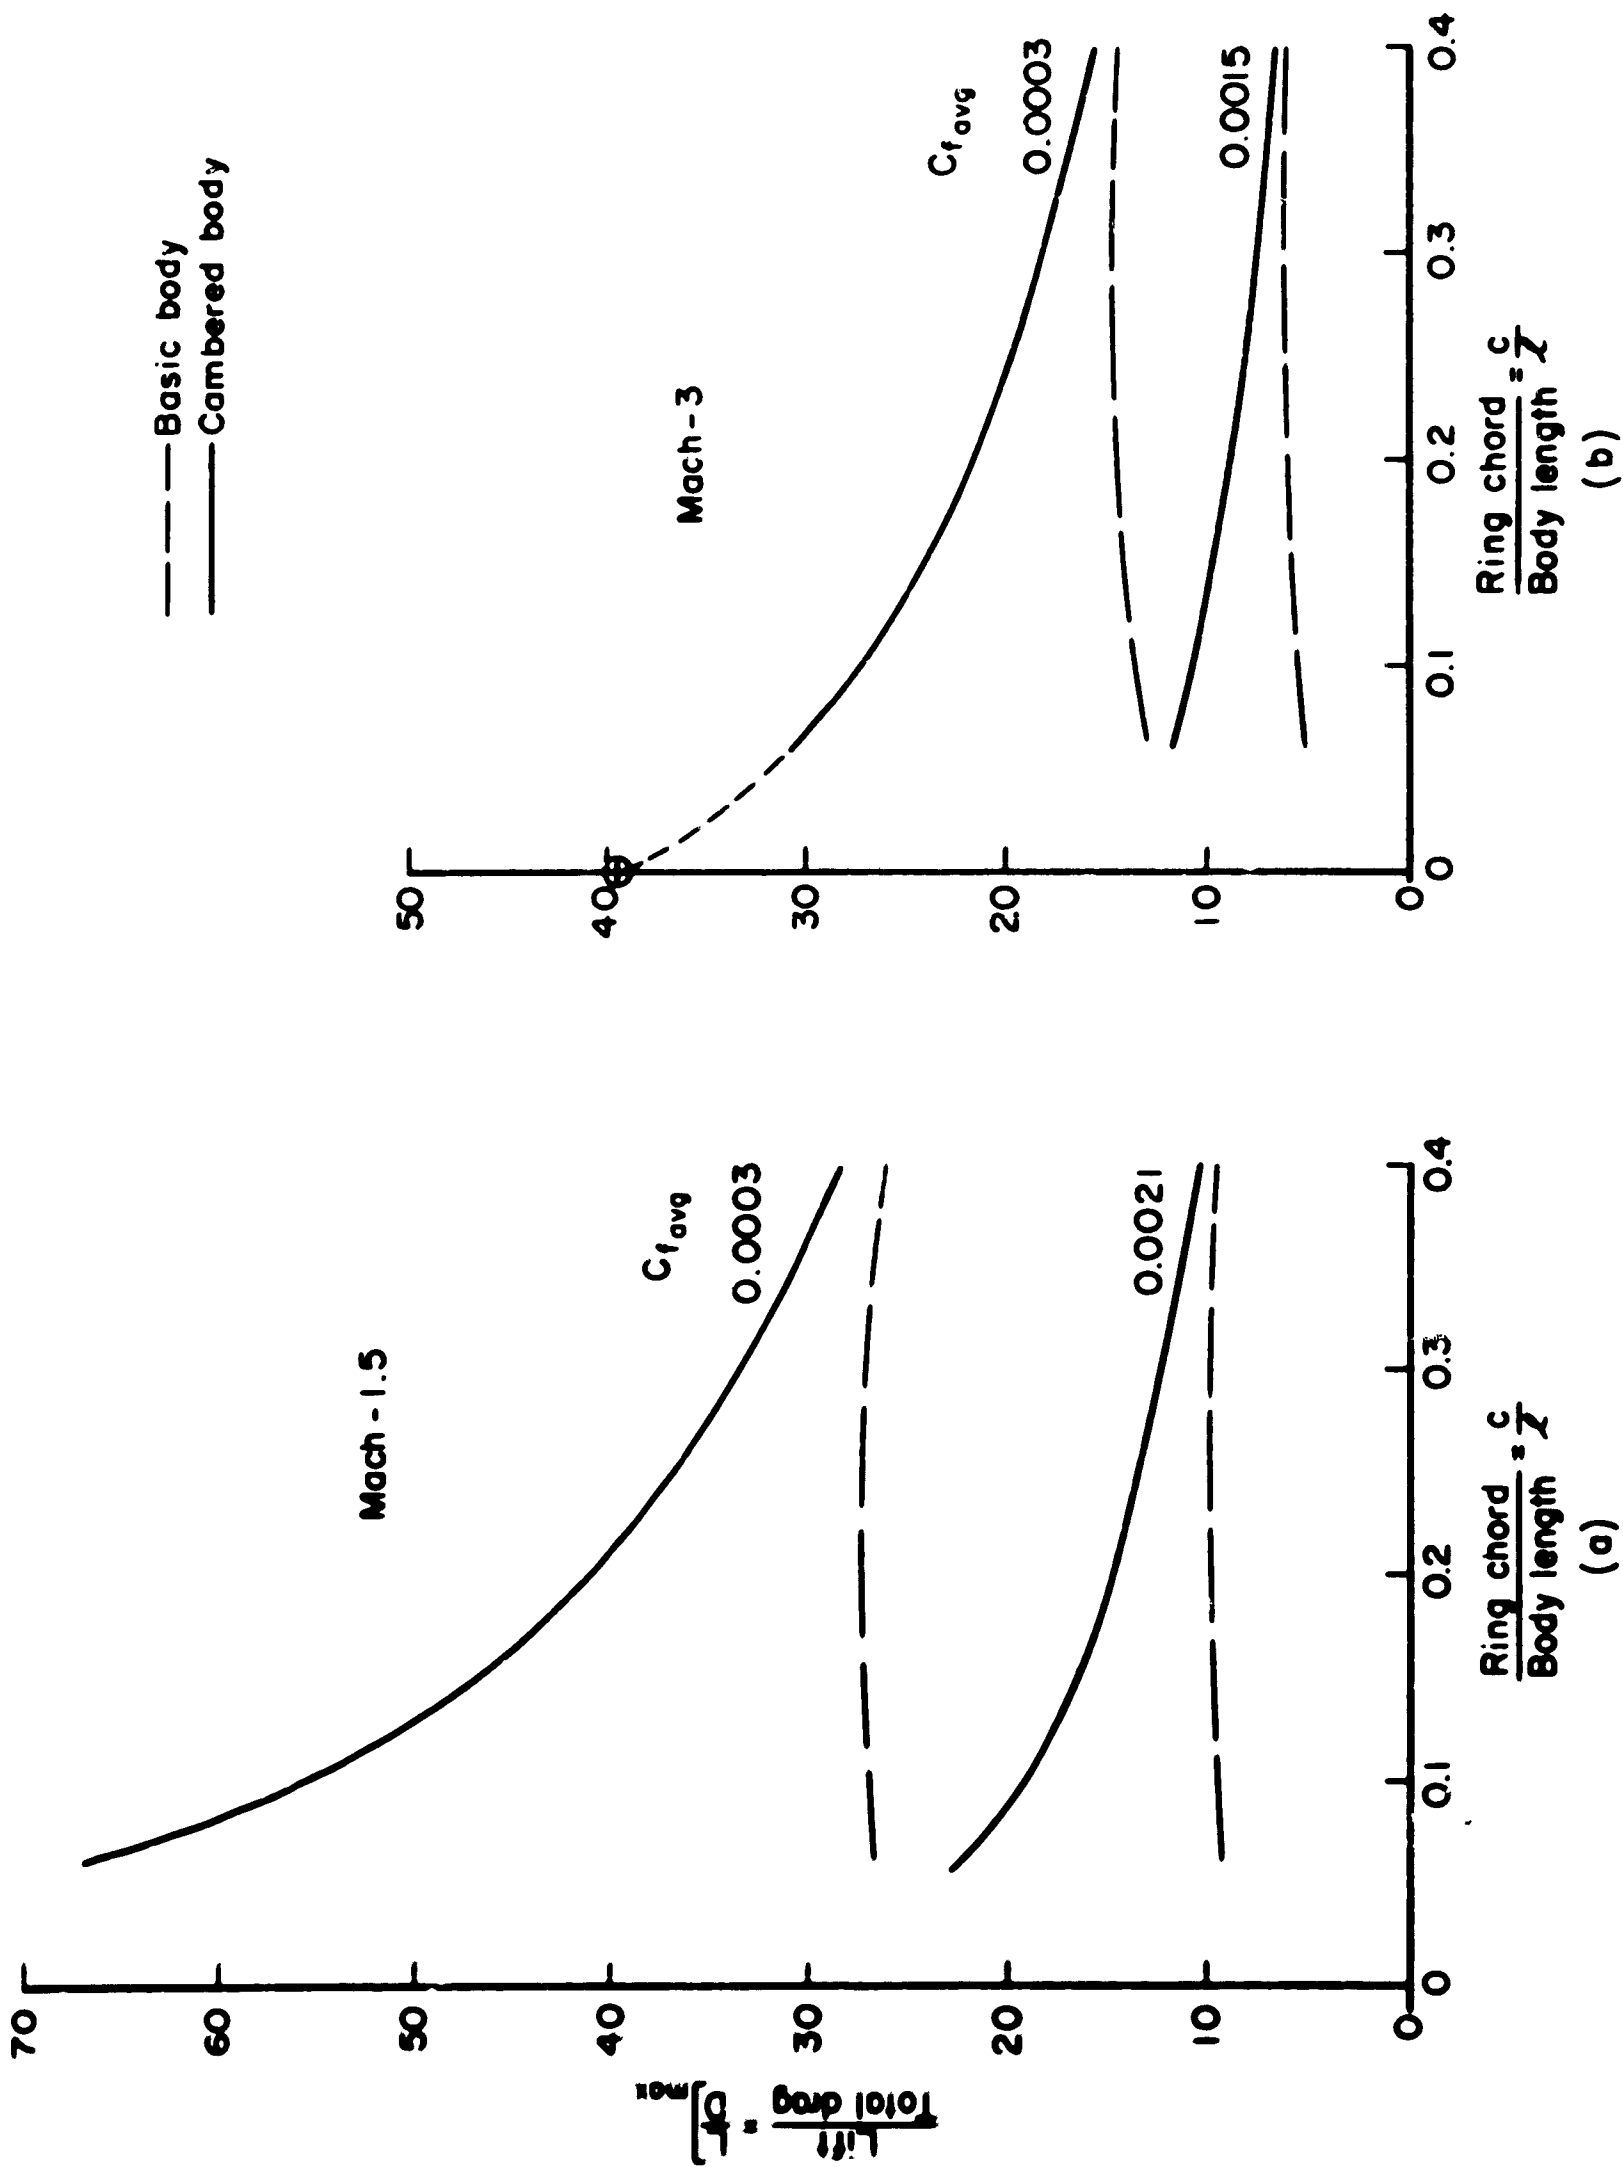 — — — Basic body
——— Cambered body
Lift / Total drag = L/D]max
70
60
50
40
30
20
10
0
Mach - 1.5
Cf avg
0.0003
0.0021
0
0.1
0.2
0.3
0.4
Ring chord / Body length = c/ℓ
(a)
50
40
30
20
10
0
Mach-3
Cf avg
0.0003
0.0015
0
0.1
0.2
0.3
0.4
Ring chord / Body length = c/ℓ
(b)